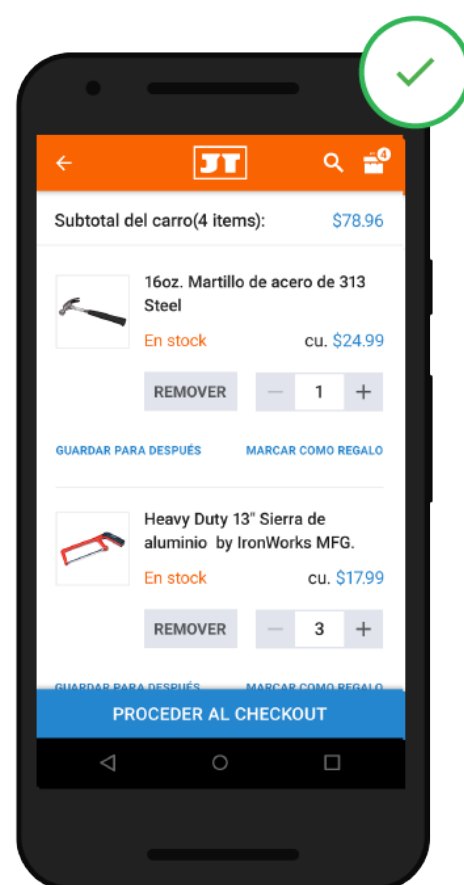 JT
4
Subtotal del carro(4 items): $78.96
16oz. Martillo de acero de 313
Steel
En stock cu. $24.99
REMOVER — 1 +
GUARDAR PARA DESPUÉS MARCAR COMO REGALO
Heavy Duty 13" Sierra de
aluminio by IronWorks MFG.
En stock cu. $17.99
REMOVER — 3 +
GUARDAR PARA DESPUÉS MARCAR COMO REGALO
PROCEDER AL CHECKOUT